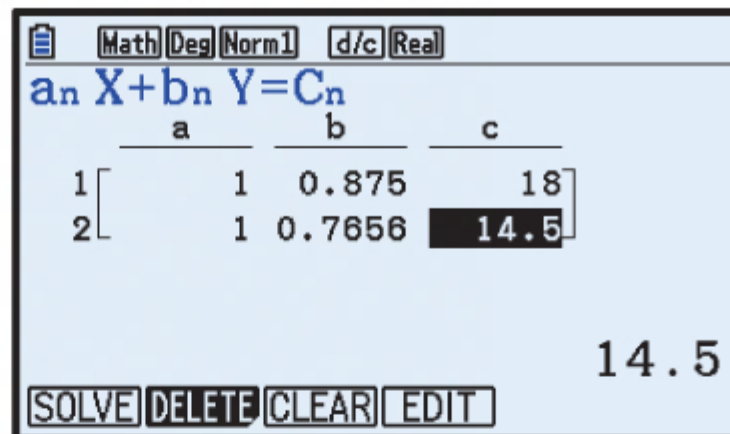 Math Deg Norm1 d/c Real
an X+bn Y=Cn
a b c
1 1 0.875 18
2 1 0.7656 14.5
14.5
SOLVE DELETE CLEAR EDIT